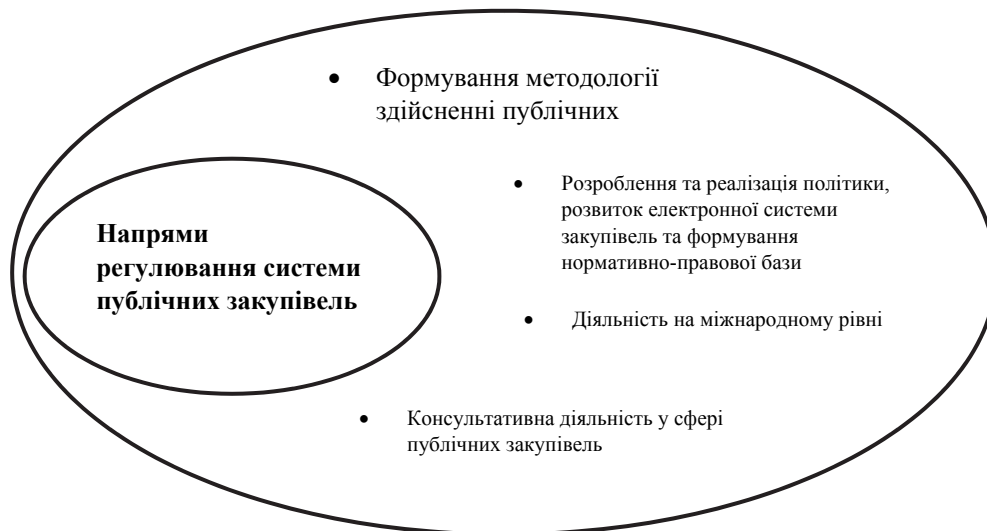 • Формування методології
здійсненні публічних
• Розроблення та реалізація політики,
розвиток електронної системи
закупівель та формування
нормативно-правової бази
Напрями
регулювання системи
публічних закупівель
• Діяльність на міжнародному рівні
• Консультативна діяльність у сфері
публічних закупівель